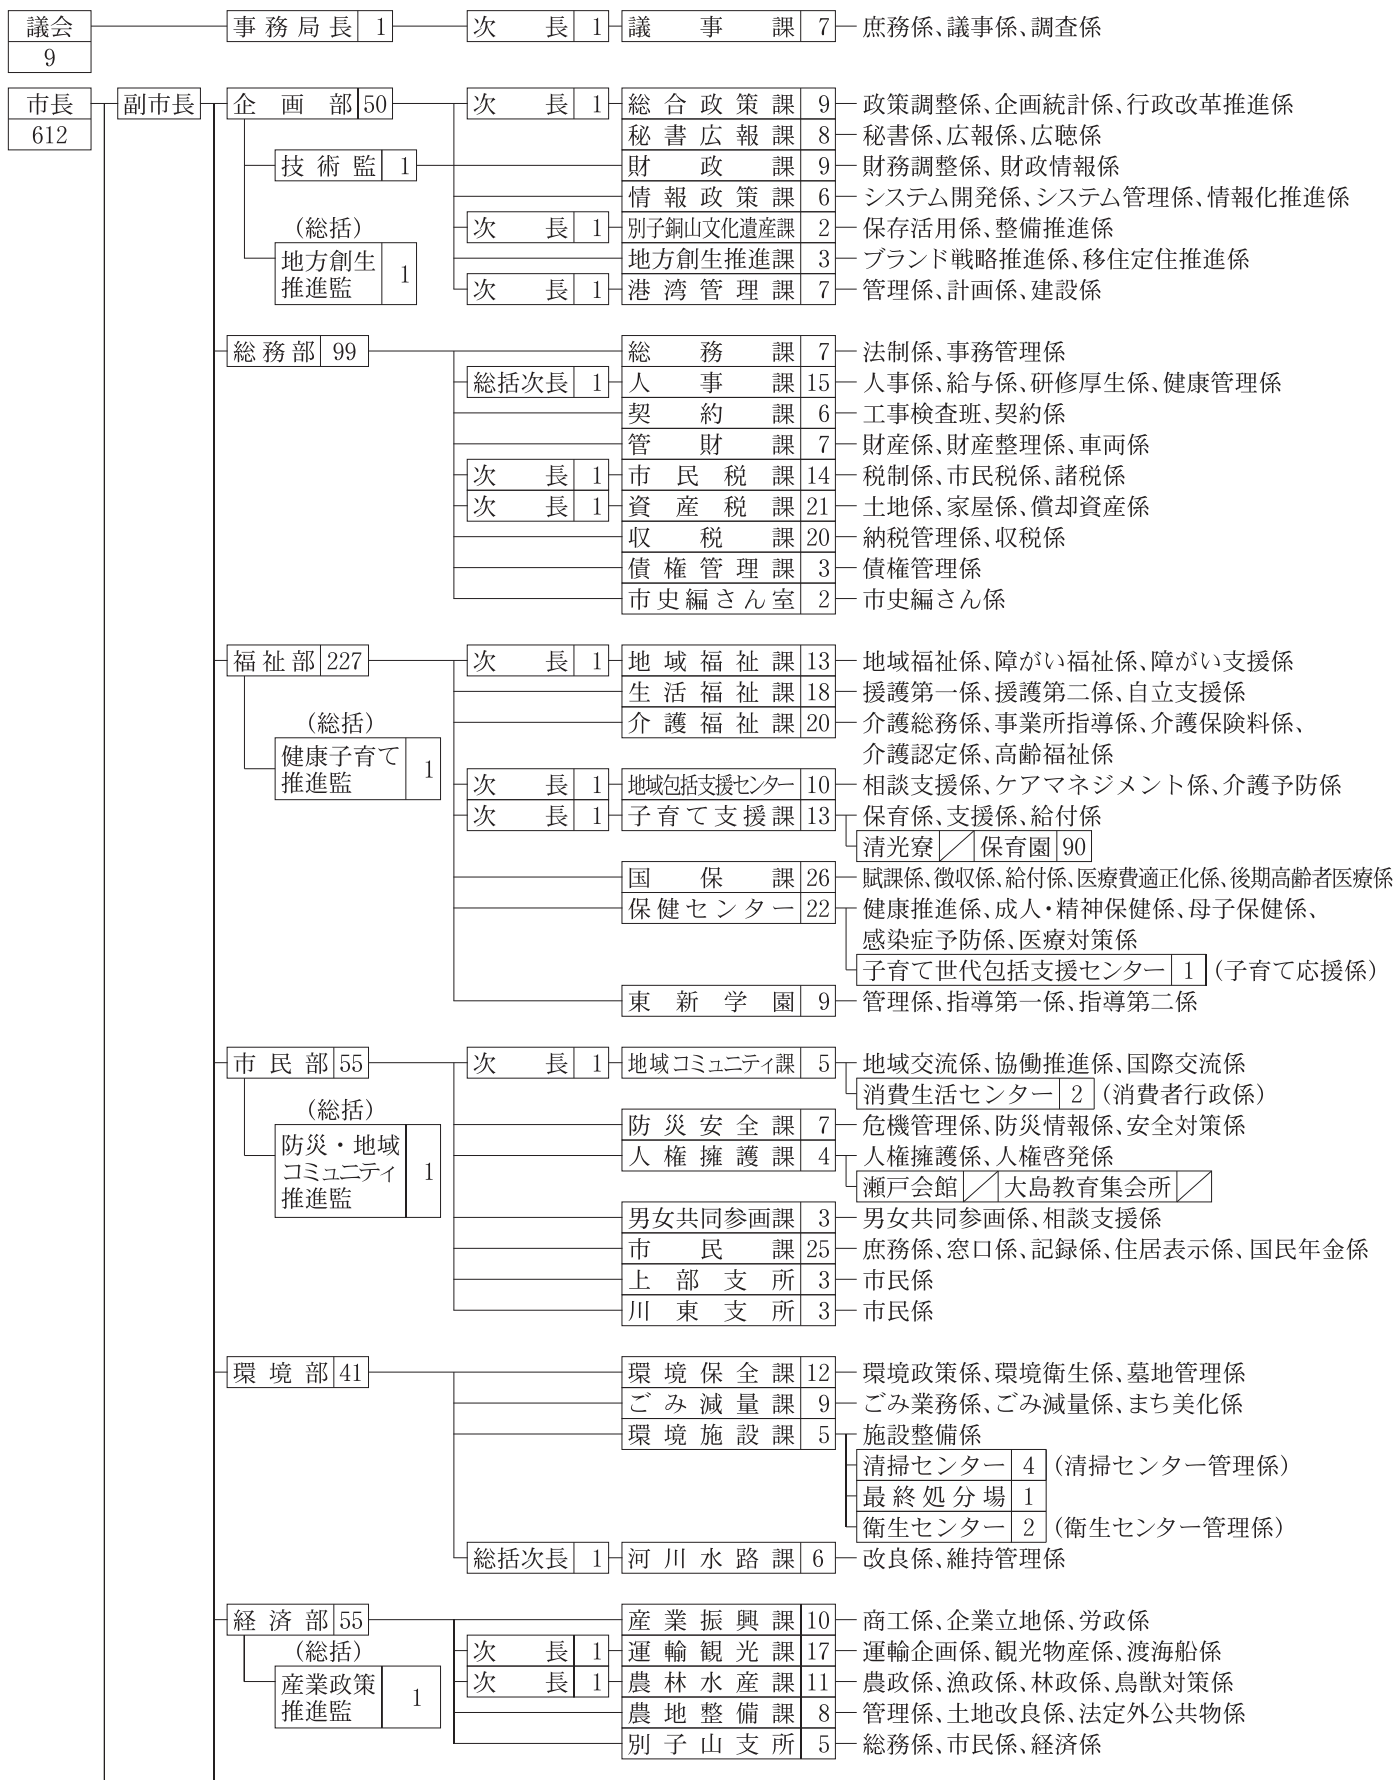 議会 事務局長 1 次長 1 議事課 7 庶務係、議事係、調査係
9
市長 副市長 企画部 50 次長 1 総合政策課 9 政策調整係、企画統計係、行政改革推進係
612 秘書広報課 8 秘書係、広報係、広聴係
技術監 1 財政課 9 財務調整係、財政情報係
情報政策課 6 システム開発係、システム管理係、情報化推進係
(総括) 次長 1 別子銅山文化遺産課 2 保存活用係、整備推進係
地方創生 1 地方創生推進課 3 ブランド戦略推進係、移住定住推進係
推進監 次長 1 港湾管理課 7 管理係、計画係、建設係
総務部 99 総務課 7 法制係、事務管理係
総括次長 1 人事課 15 人事係、給与係、研修厚生係、健康管理係
契約課 6 工事検査班、契約係
管財課 7 財産係、財産整理係、車両係
次長 1 市民税課 14 税制係、市民税係、諸税係
次長 1 資産税課 21 土地係、家屋係、償却資産係
収税課 20 納税管理係、収税係
債権管理課 3 債権管理係
市史編さん室 2 市史編さん係
福祉部 227 次長 1 地域福祉課 13 地域福祉係、障がい福祉係、障がい支援係
生活福祉課 18 援護第一係、援護第二係、自立支援係
(総括) 介護福祉課 20 介護総務係、事業所指導係、介護保険料係、
健康子育て 1 介護認定係、高齢福祉係
推進監 次長 1 地域包括支援センター 10 相談支援係、ケアマネジメント係、介護予防係
次長 1 子育て支援課 13 保育係、支援係、給付係
清光寮 保育園 90
国保課 26 賦課係、徴収係、給付係、医療費適正化係、後期高齢者医療係
保健センター 22 健康推進係、成人・精神保健係、母子保健係、
感染症予防係、医療対策係
子育て世代包括支援センター 1 (子育て応援係)
東新学園 9 管理係、指導第一係、指導第二係
市民部 55 次長 1 地域コミュニティ課 5 地域交流係、協働推進係、国際交流係
消費生活センター 2 (消費者行政係)
(総括) 防災安全課 7 危機管理係、防災情報係、安全対策係
防災・地域 1 人権擁護課 4 人権擁護係、人権啓発係
コミュニティ 瀬戸会館 大島教育集会所
推進監 男女共同参画課 3 男女共同参画係、相談支援係
市民課 25 庶務係、窓口係、記録係、住居表示係、国民年金係
上部支所 3 市民係
川東支所 3 市民係
環境部 41 環境保全課 12 環境政策係、環境衛生係、墓地管理係
ごみ減量課 9 ごみ業務係、ごみ減量係、まち美化係
環境施設課 5 施設整備係
清掃センター 4 (清掃センター管理係)
最終処分場 1
衛生センター 2 (衛生センター管理係)
総括次長 1 河川水路課 6 改良係、維持管理係
経済部 55 産業振興課 10 商工係、企業立地係、労政係
(総括) 次長 1 運輸観光課 17 運輸企画係、観光物産係、渡海船係
産業政策 1 次長 1 農林水産課 11 農政係、漁政係、林政係、鳥獣対策係
推進監 農地整備課 8 管理係、土地改良係、法定外公共物係
別子山支所 5 総務係、市民係、経済係